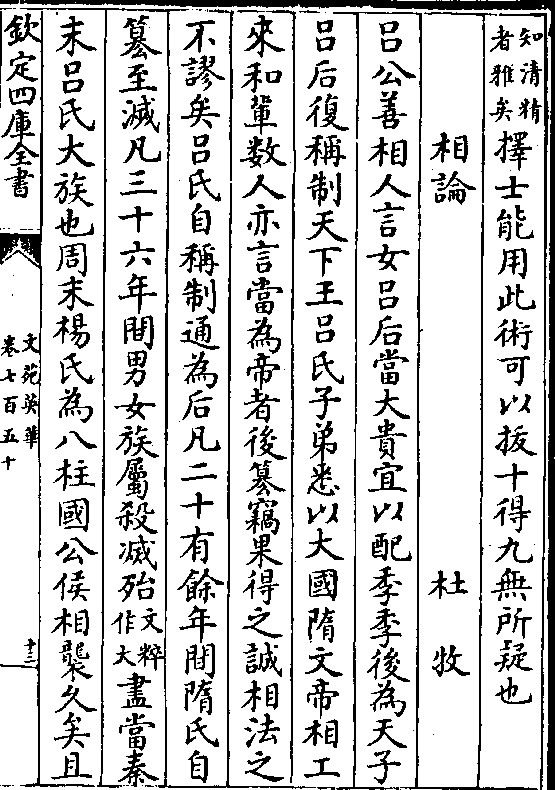 知清精
者雅矣擇士能用此術可以拔十得九無所疑也
相論 杜牧
吕公善相人言女吕后當大貴宜以配季季後為天子
吕后復稱制天下王吕氏子弟悉以大國隋文帝相工
來和輩数人亦言當為帝者後篡竊果得之誠相法之
不謬矣吕氏自稱制通為后凡二十有餘年間隋氏自
篡至滅凡三十六年間男女族屬殺滅殆文粹作大盡當秦
末吕氏大族也周末楊氏為八柱國公侯相襲久矣且
欽定四庫全書
文苑英華
卷七百五十
十三